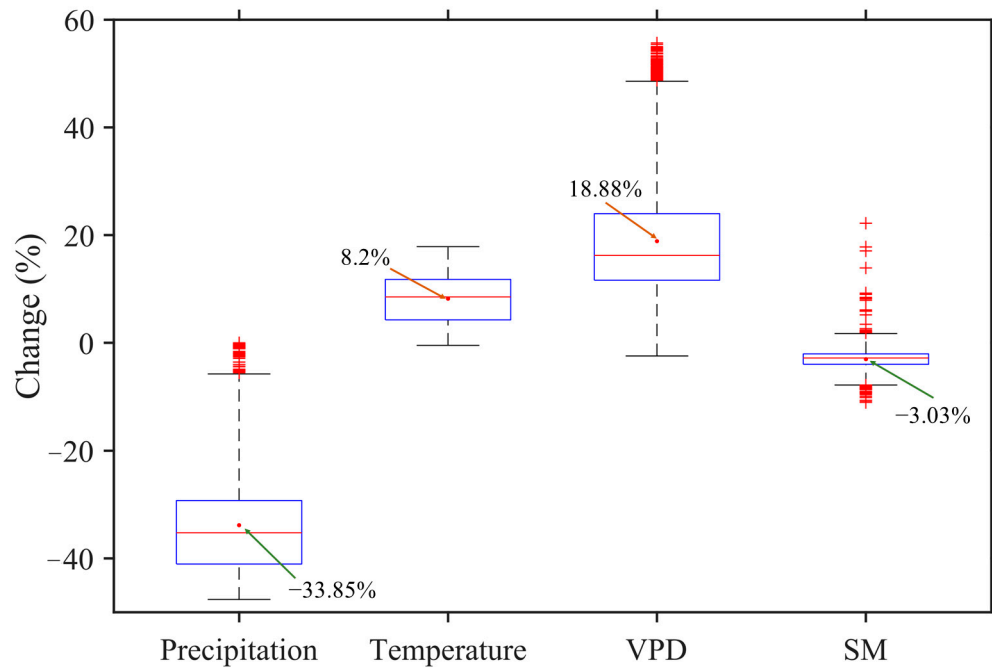 Change (%)
60
40
20
0
−20
−40
18.88%
8.2%
−3.03%
−33.85%
Precipitation
Temperature
VPD
SM